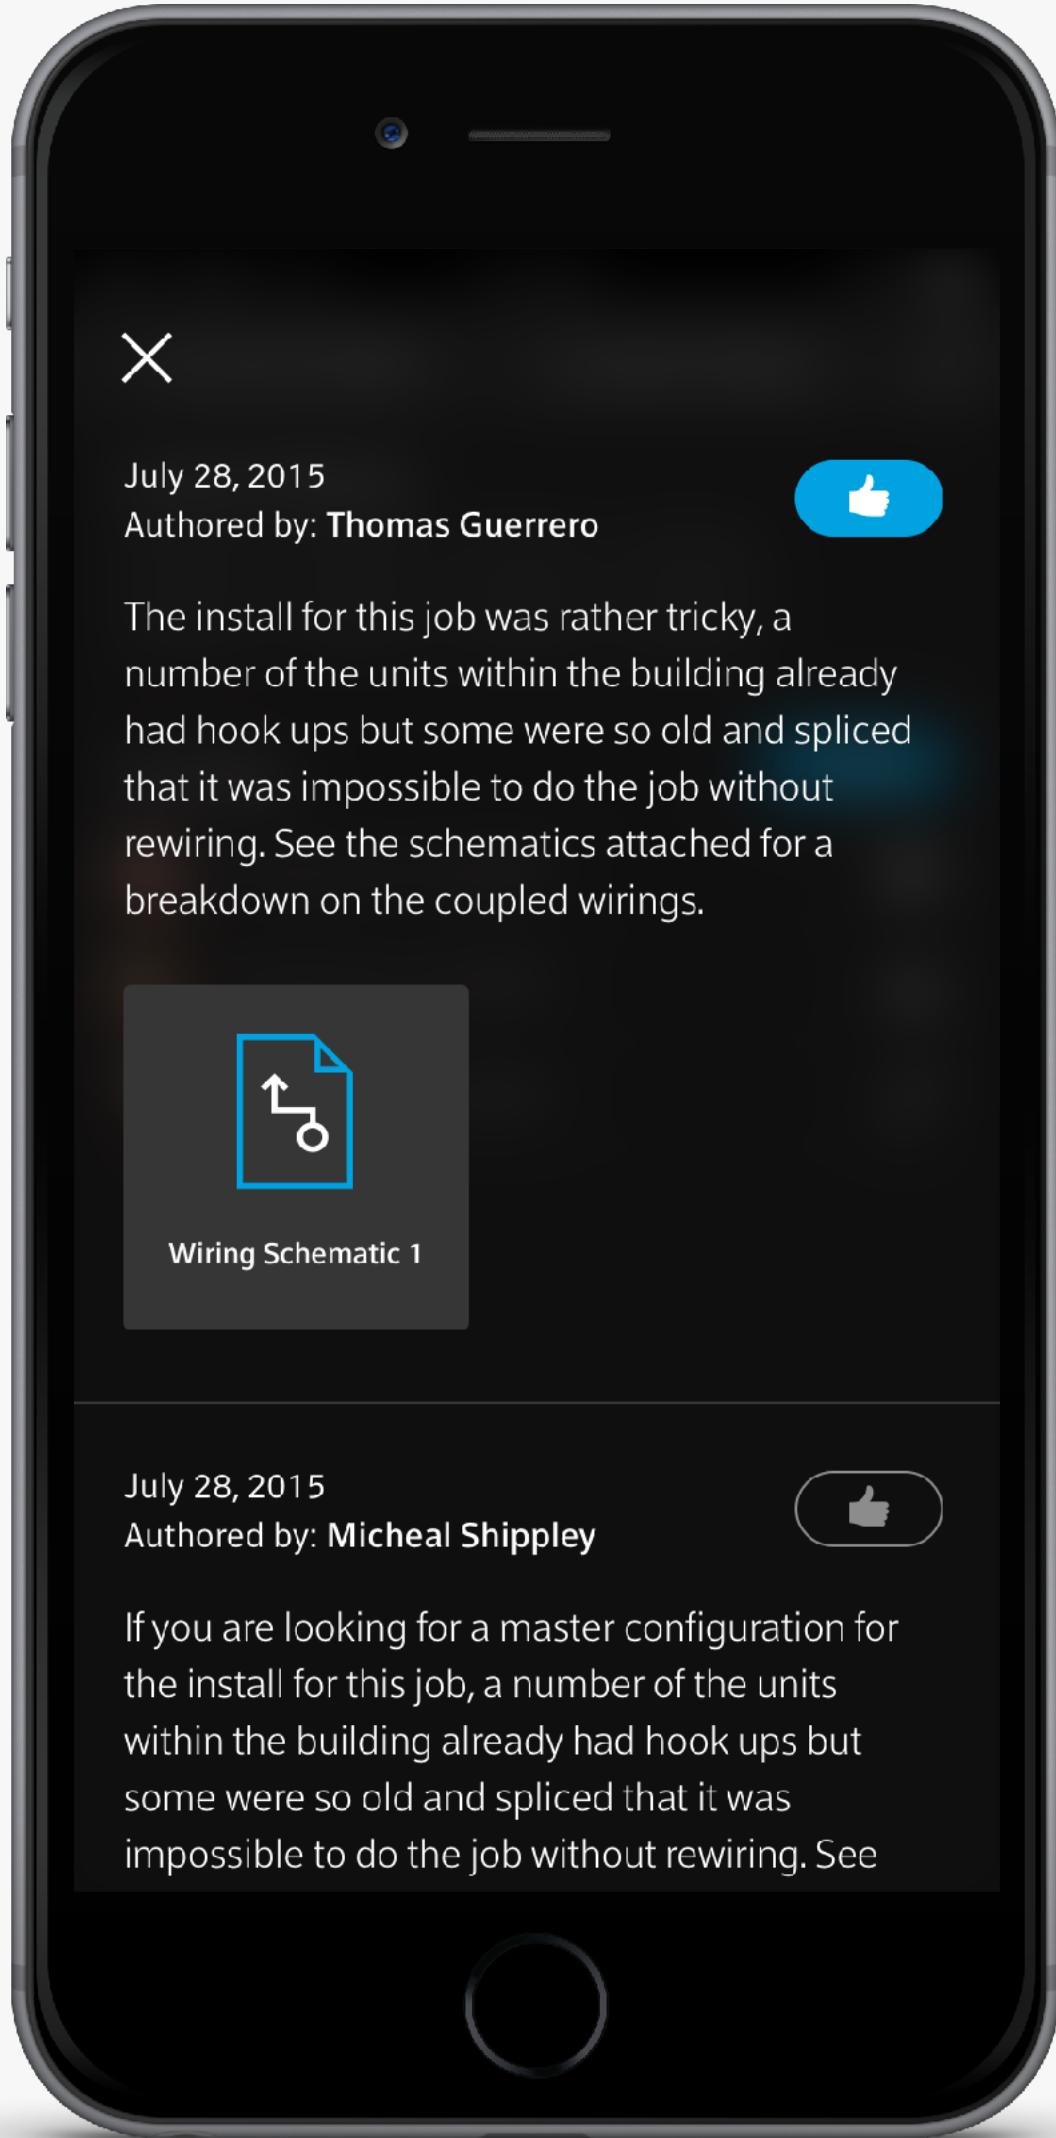 July 28, 2015
Authored by: Thomas Guerrero
The install for this job was rather tricky, a
number of the units within the building already
had hook ups but some were so old and spliced
that it was impossible to do the job without
rewiring. See the schematics attached for a
breakdown on the coupled wirings.
Wiring Schematic 1
July 28, 2015
Authored by: Micheal Shippley
If you are looking for a master configuration for
the install for this job, a number of the units
within the building already had hook ups but
some were so old and spliced that it was
impossible to do the job without rewiring. See